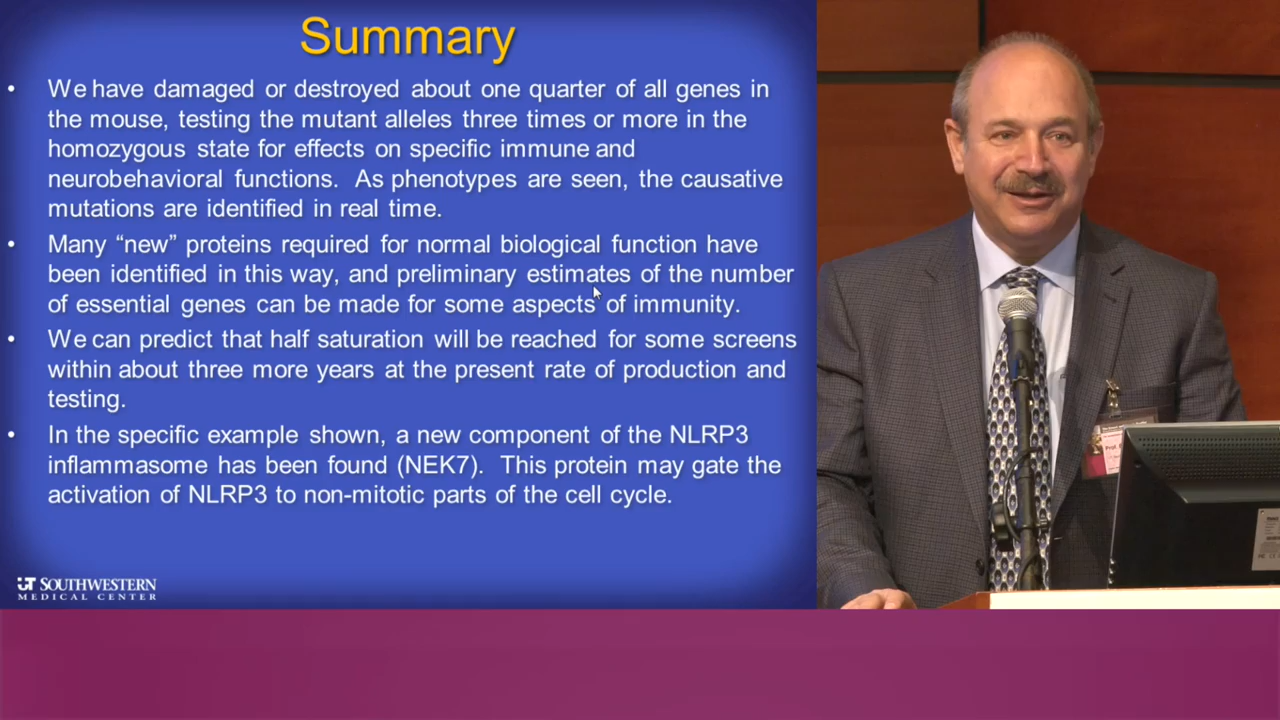 Summary
• We have damaged or destroyed about one quarter of all genes in
the mouse, testing the mutant alleles three times or more in the
homozygous state for effects on specific immune and
neurobehavioral functions. As phenotypes are seen, the causative
mutations are identified in real time.
• Many “new” proteins required for normal biological function have
been identified in this way, and preliminary estimates of the number
of essential genes can be made for some aspects of immunity.
• We can predict that half saturation will be reached for some screens
within about three more years at the present rate of production and
testing.
• In the specific example shown, a new component of the NLRP3
inflammasome has been found (NEK7). This protein may gate the
activation of NLRP3 to non-mitotic parts of the cell cycle.
UT SOUTHWESTERN
MEDICAL CENTER
Prof.